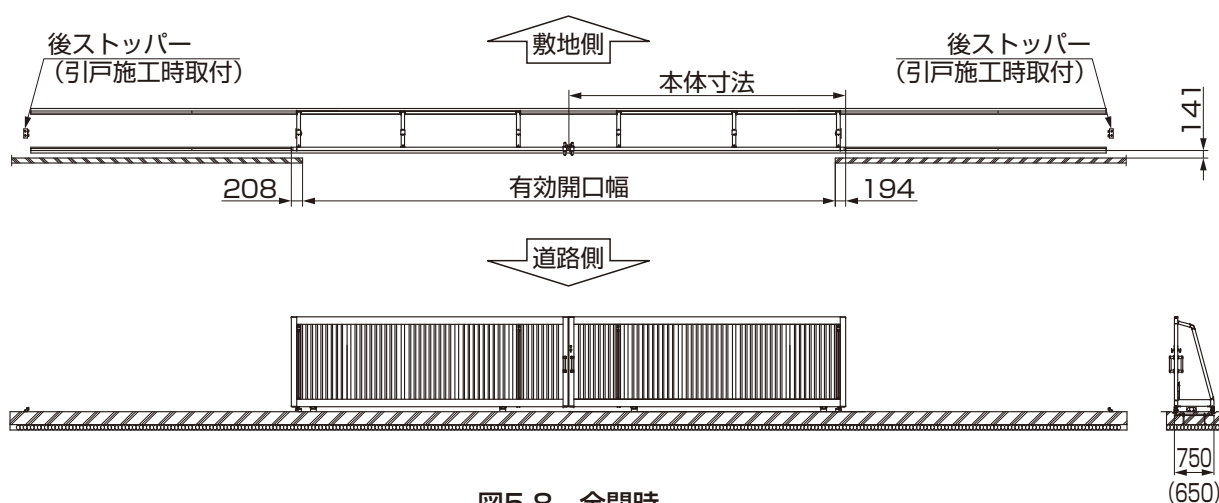 敷地側
後ストッパー
（引戸施工時取付）
後ストッパー
（引戸施工時取付）
本体寸法
141
208
有効開口幅
194
道路側
750
(650)